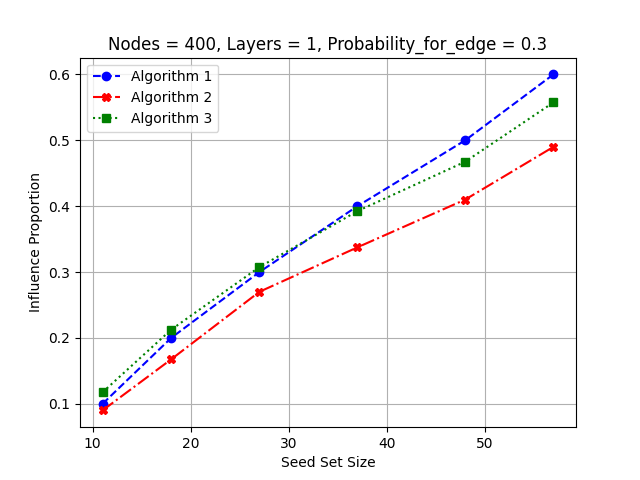 Nodes = 400, Layers = 1, Probability_for_edge = 0.3
Algorithm 1
Algorithm 2
Algorithm 3
0.6
0.5
0.4
0.3
0.2
0.1
Influence Proportion
10 20 30 40 50
Seed Set Size